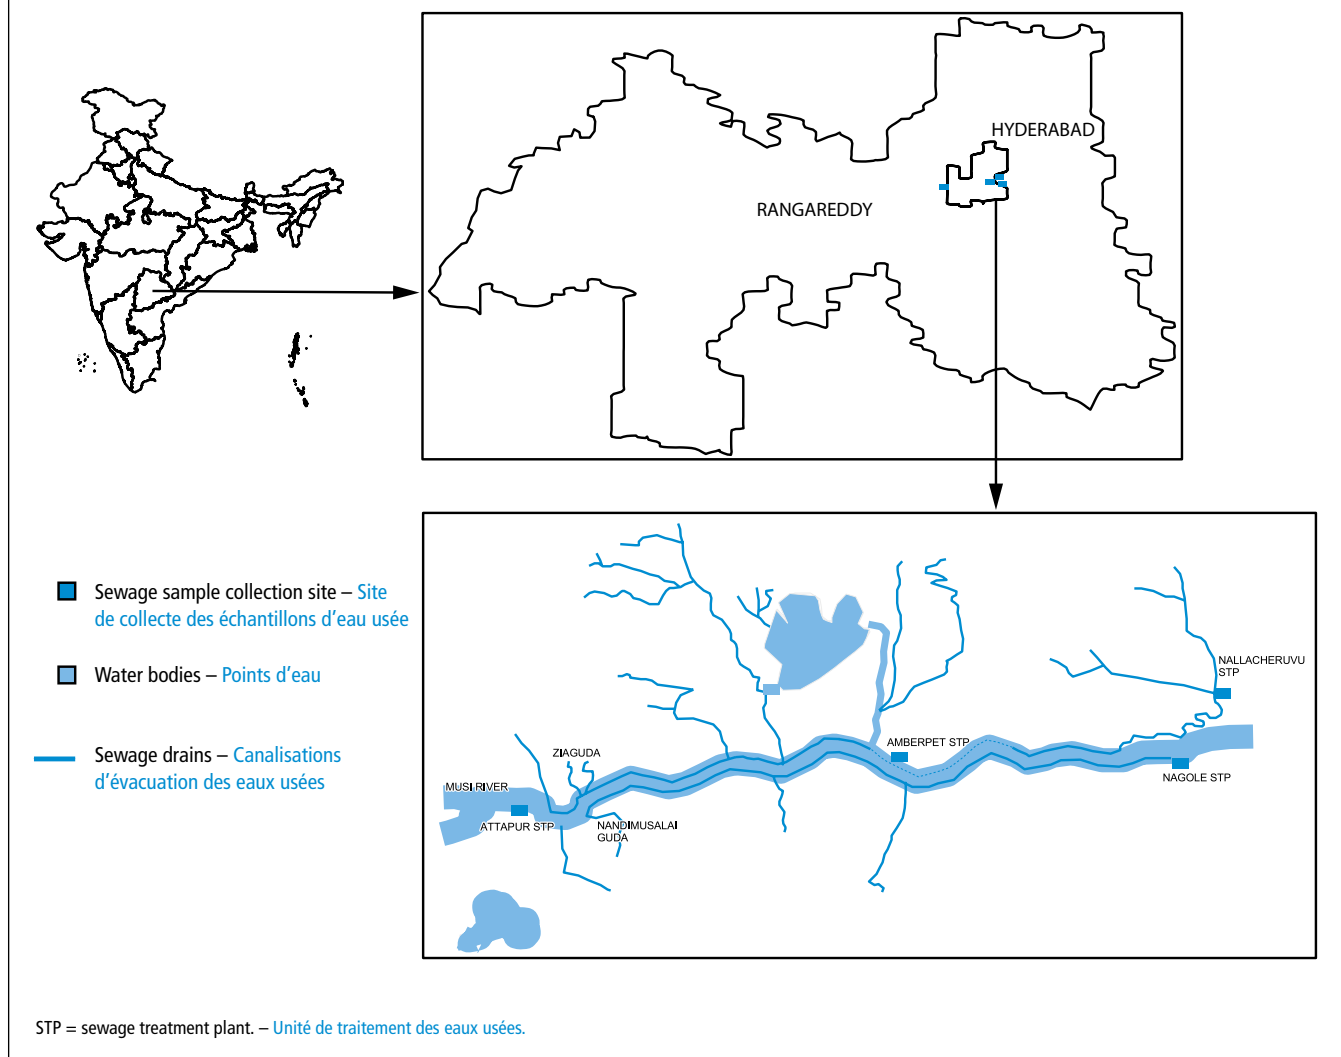 HYDERABAD
RANGAREDDY
Sewage sample collection site – Site
de collecte des échantillons d'eau usée
Water bodies – Points d'eau
Sewage drains – Canalisations
d'évacuation des eaux usées
NALLACHERUVU
STP
AMBERPET STP
ZIAGUDA
NAGOLE STP
MUSI RIVER
ATTAPUR STP
NANDIMUSALAI
GUDA
STP = sewage treatment plant. – Unité de traitement des eaux usées.